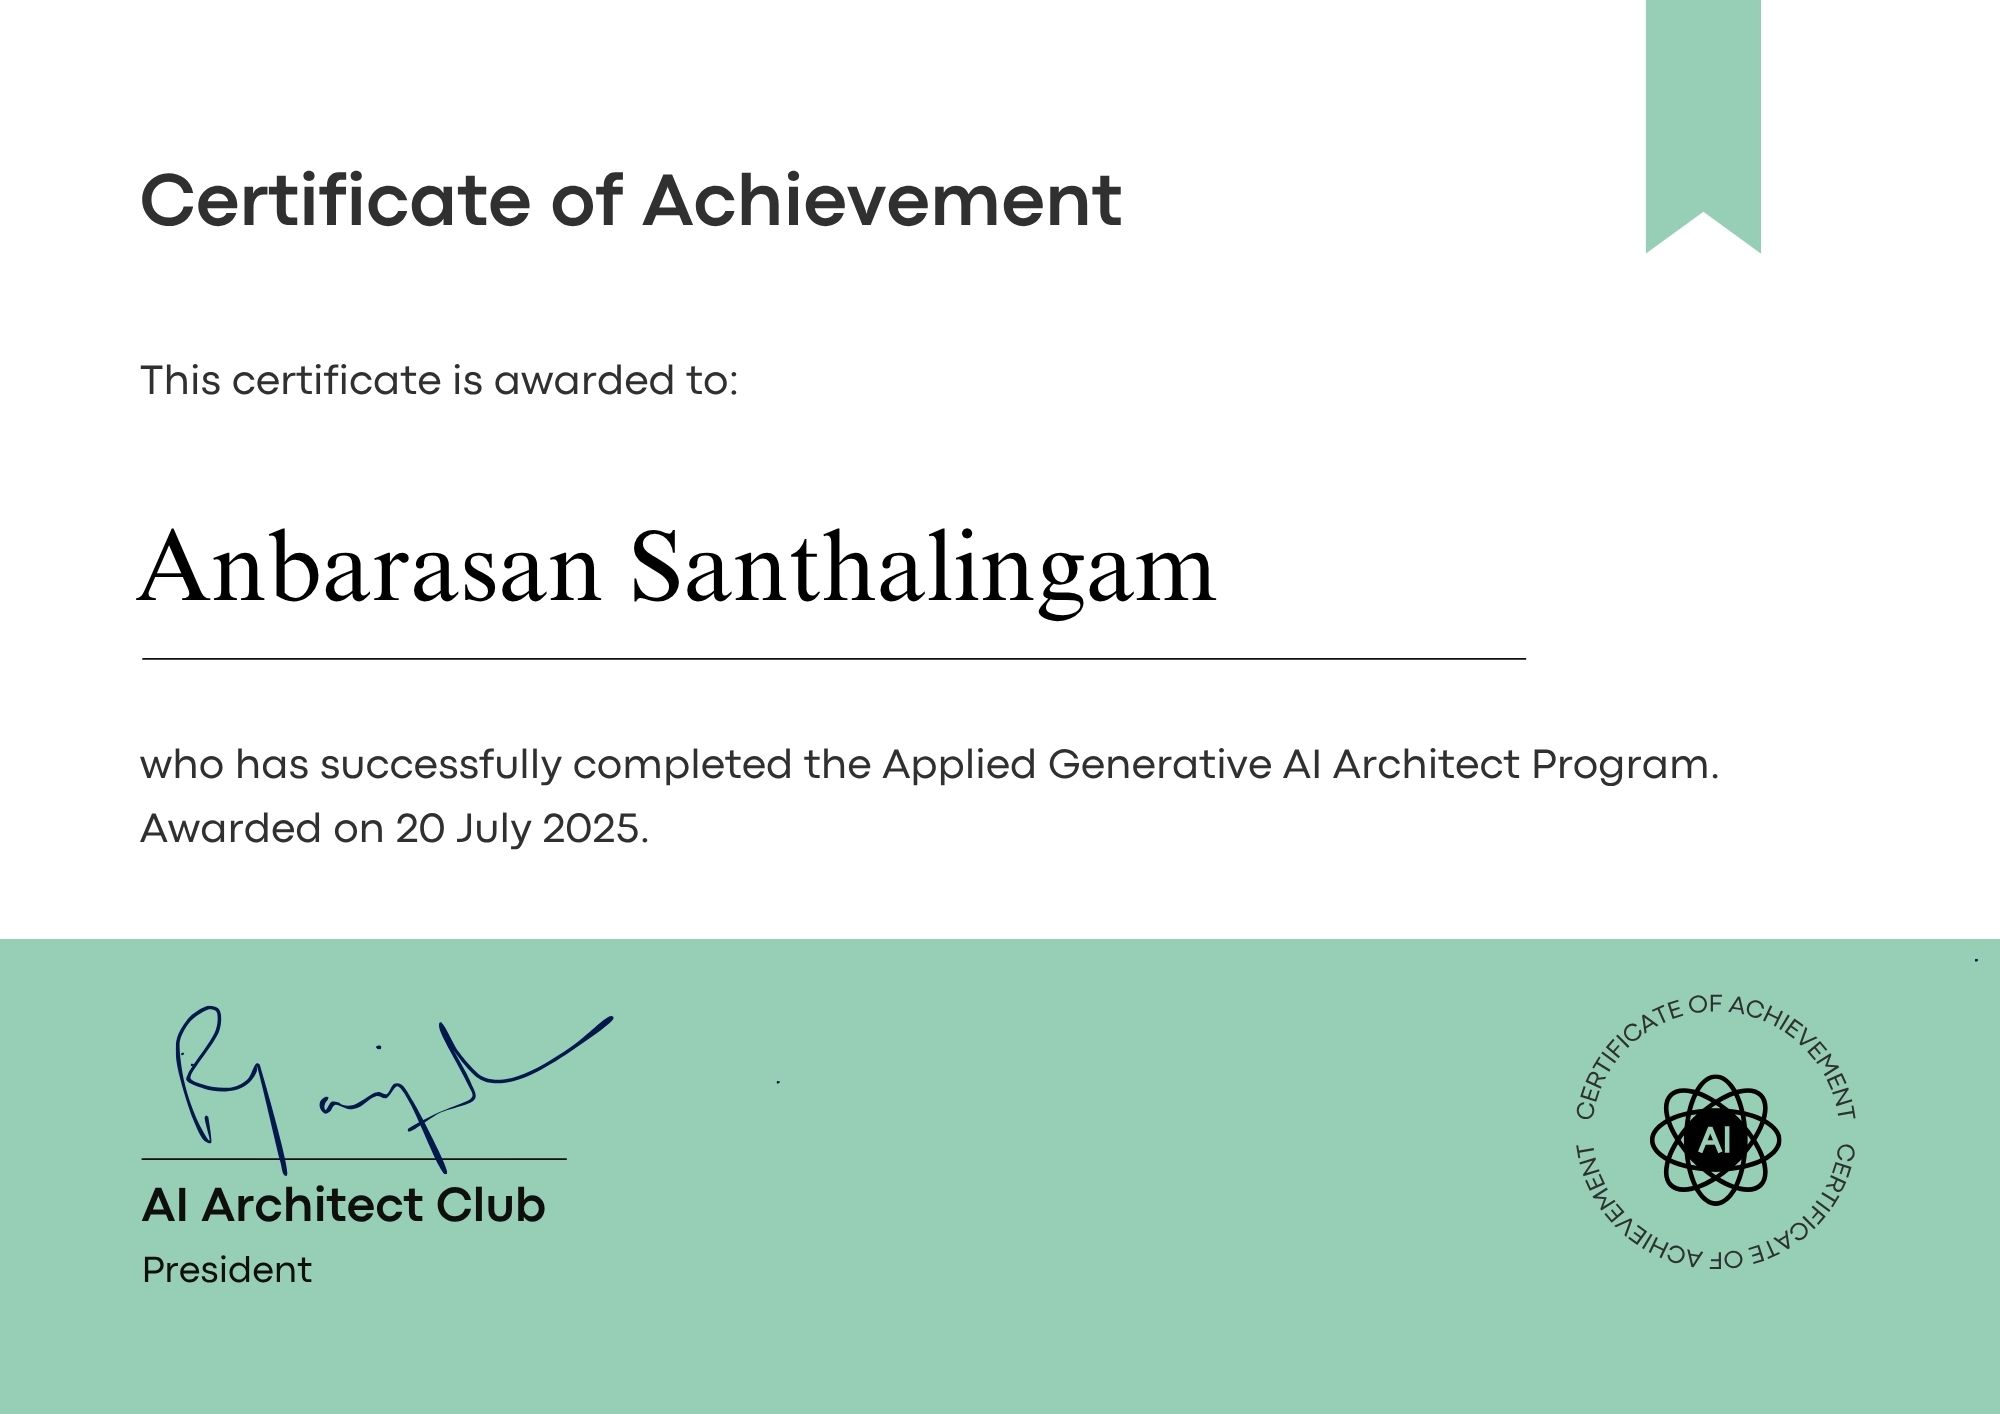 Certificate of Achievement
This certificate is awarded to:
Anbarasan Santhalingam
who has successfully completed the Applied Generative AI Architect Program.
Awarded on 20 July 2025.
AI Architect Club
President
CERTIFICATE OF ACHIEVEMENT
AI
CERTIFICATE OF ACHIEVEMENT